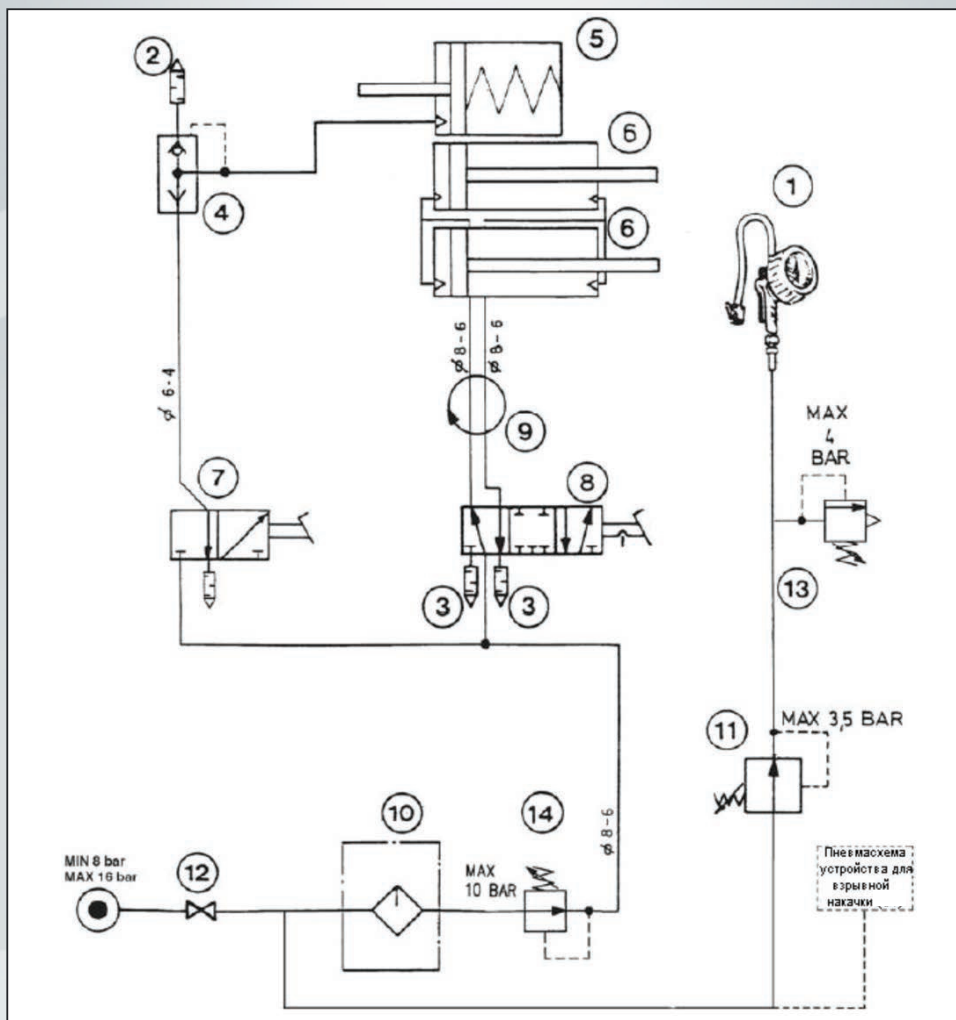 2
5
6
4
6
1
ø 8-6
ø 8-6
ø 6-4
9
MAX
4
BAR
7
8
3
3
13
11
MAX 3,5 BAR
10
14
ø 8-6
MIN 8 bar
MAX 16 bar
12
MAX
10 BAR
Пневмасхема
устройства для
взрывной
накачки